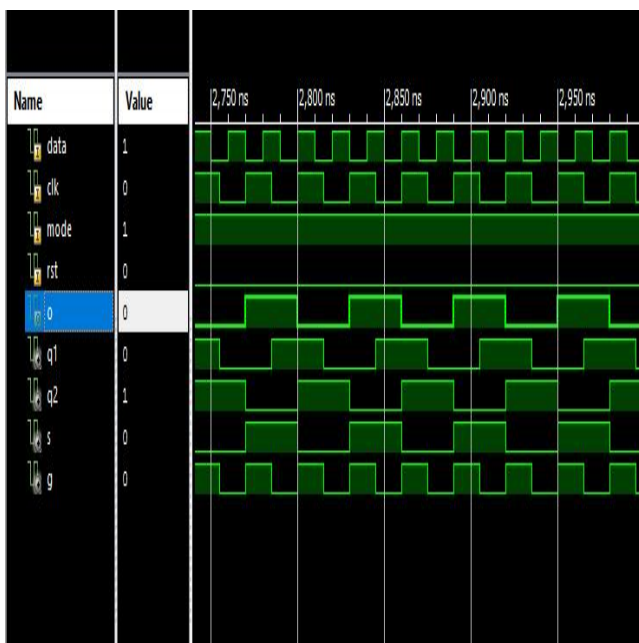 Name Value 2,750 ns 2,800 ns 2,850 ns 2,900 ns 2,950 ns
data 1
clk 0
mode 1
rst 0
o 0
q1 0
q2 1
s 0
g 0